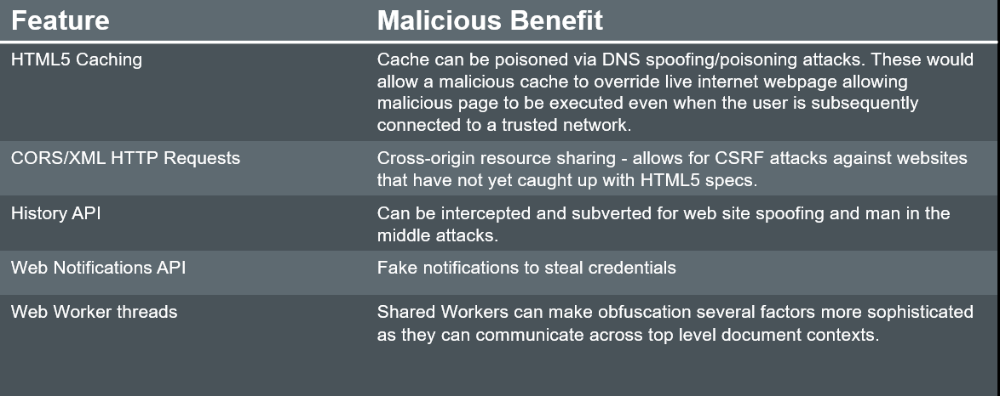 Feature
Malicious Benefit
HTML5 Caching
Cache can be poisoned via DNS spoofing/poisoning attacks. These would
allow a malicious cache to override live internet webpage allowing
malicious page to be executed even when the user is subsequently
connected to a trusted network.
CORS/XML HTTP Requests
Cross-origin resource sharing - allows for CSRF attacks against websites
that have not yet caught up with HTML5 specs.
History API
Can be intercepted and subverted for web site spoofing and man in the
middle attacks.
Web Notifications API
Fake notifications to steal credentials
Web Worker threads
Shared Workers can make obfuscation several factors more sophisticated
as they can communicate across top level document contexts.